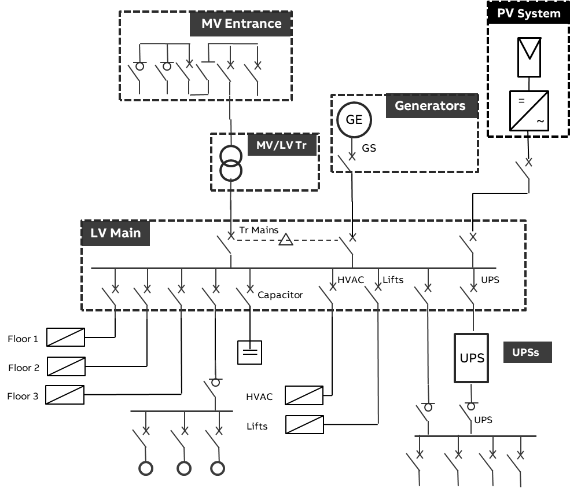 MV Entrance
PV System
Generators
GE
GS
=
~
MV/LV Tr
LV Main
Tr Mains
HVAC
Lifts
UPS
Capacitor
Floor 1
Floor 2
Floor 3
UPS
UPSs
HVAC
Lifts
UPS